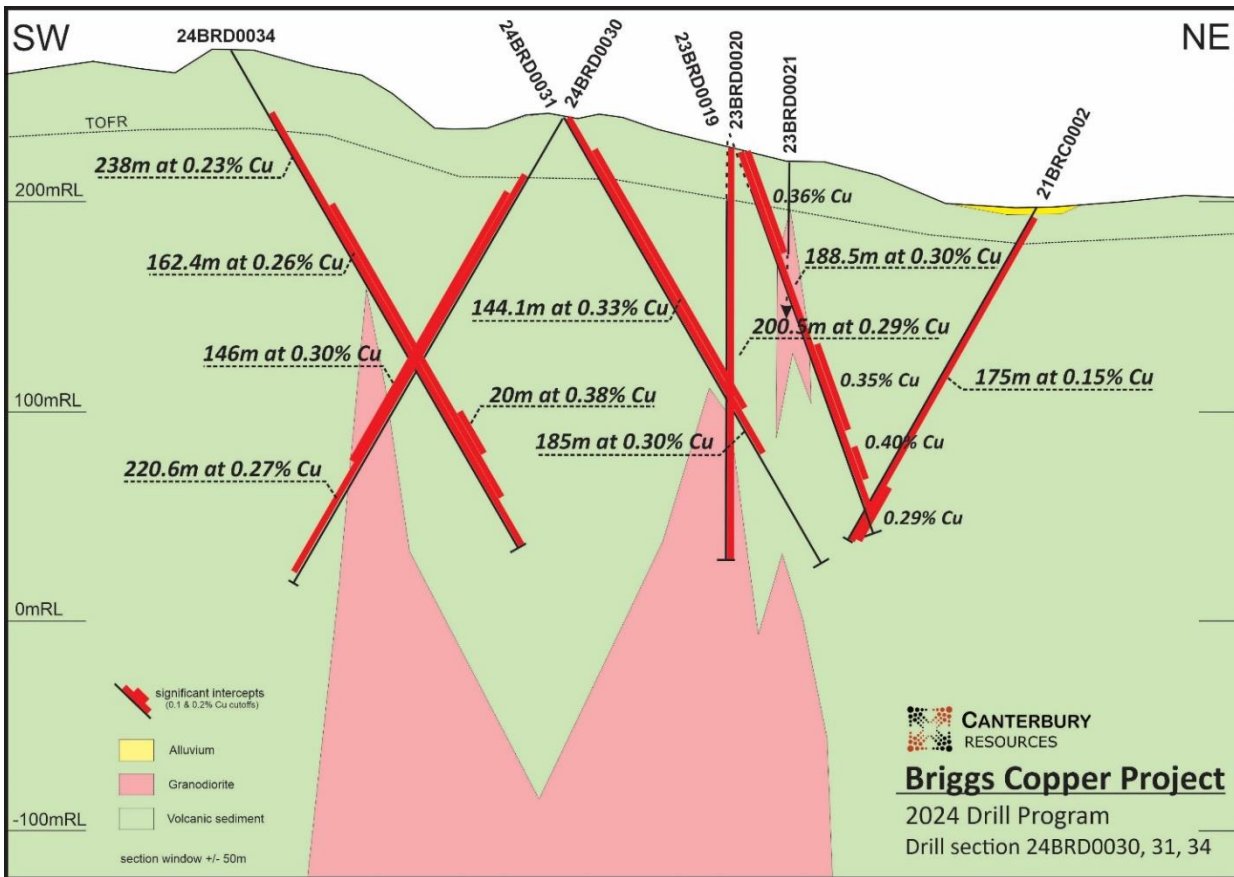 SW
NE
24BRD0034
24BRD0031
24BRD0030
23BRD0019
23BRD0020
23BRD0021
21BRC0002
TOFR
238m at 0.23% Cu
200mRL
0.36% Cu
162.4m at 0.26% Cu
188.5m at 0.30% Cu
144.1m at 0.33% Cu
200.5m at 0.29% Cu
146m at 0.30% Cu
175m at 0.15% Cu
0.35% Cu
20m at 0.38% Cu
100mRL
185m at 0.30% Cu
0.40% Cu
220.6m at 0.27% Cu
0.29% Cu
0mRL
significant intercepts
(0.1 & 0.2% Cu cutoffs)
Alluvium
Granodiorite
Volcanic sediment
-100mRL
section window +/- 50m
CANTERBURY
RESOURCES
Briggs Copper Project
2024 Drill Program
Drill section 24BRD0030, 31, 34